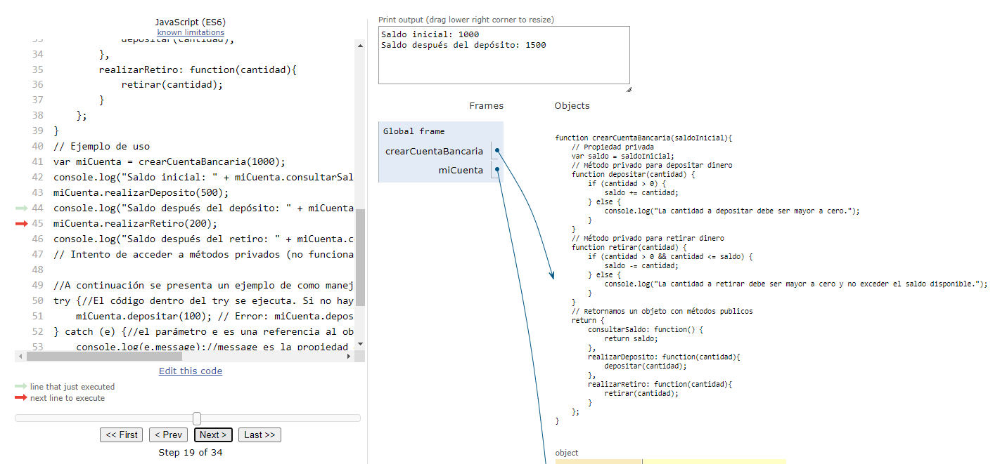 JavaScript (ES6)
known limitations
33 depositar(cantidad);
34 },
35 realizarRetiro: function(cantidad){
36 retirar(cantidad);
37 }
38 };
39 }
40 // Ejemplo de uso
41 var miCuenta = crearCuentaBancaria(1000);
42 console.log("Saldo inicial: " + miCuenta.consultarSal
43 miCuenta.realizarDeposito(500);
44 console.log("Saldo después del depósito: " + miCuenta
45 miCuenta.realizarRetiro(200);
46 console.log("Saldo después del retiro: " + miCuenta.c
47 // Intento de acceder a métodos privados (no funciona
48
49 //A continuación se presenta un ejemplo de como manej
50 try {//El código dentro del try se ejecuta. Si no hay
51 miCuenta.depositar(100); // Error: miCuenta.depos
52 } catch (e) {//el parámetro e es una referencia al ob
53 console.log(e.message);//message es la propiedad
Edit this code
line that just executed
next line to execute
<< First < Prev Next > Last >>
Step 19 of 34
Print output (drag lower right corner to resize)
Saldo inicial: 1000
Saldo después del depósito: 1500
Frames Objects
Global frame
crearCuentaBancaria
miCuenta
function crearCuentaBancaria(saldoInicial){
// Propiedad privada
var saldo = saldoInicial;
// Método privado para depositar dinero
function depositar(cantidad) {
if (cantidad > 0) {
saldo += cantidad;
} else {
console.log("La cantidad a depositar debe ser mayor a cero.");
}
}
// Método privado para retirar dinero
function retirar(cantidad) {
if (cantidad > 0 && cantidad <= saldo) {
saldo -= cantidad;
} else {
console.log("La cantidad a retirar debe ser mayor a cero y no exceder el saldo disponible.");
}
}
// Retornamos un objeto con métodos publicos
return {
consultarSaldo: function() {
return saldo;
},
realizarDeposito: function(cantidad){
depositar(cantidad);
},
realizarRetiro: function(cantidad){
retirar(cantidad);
}
};
}
object